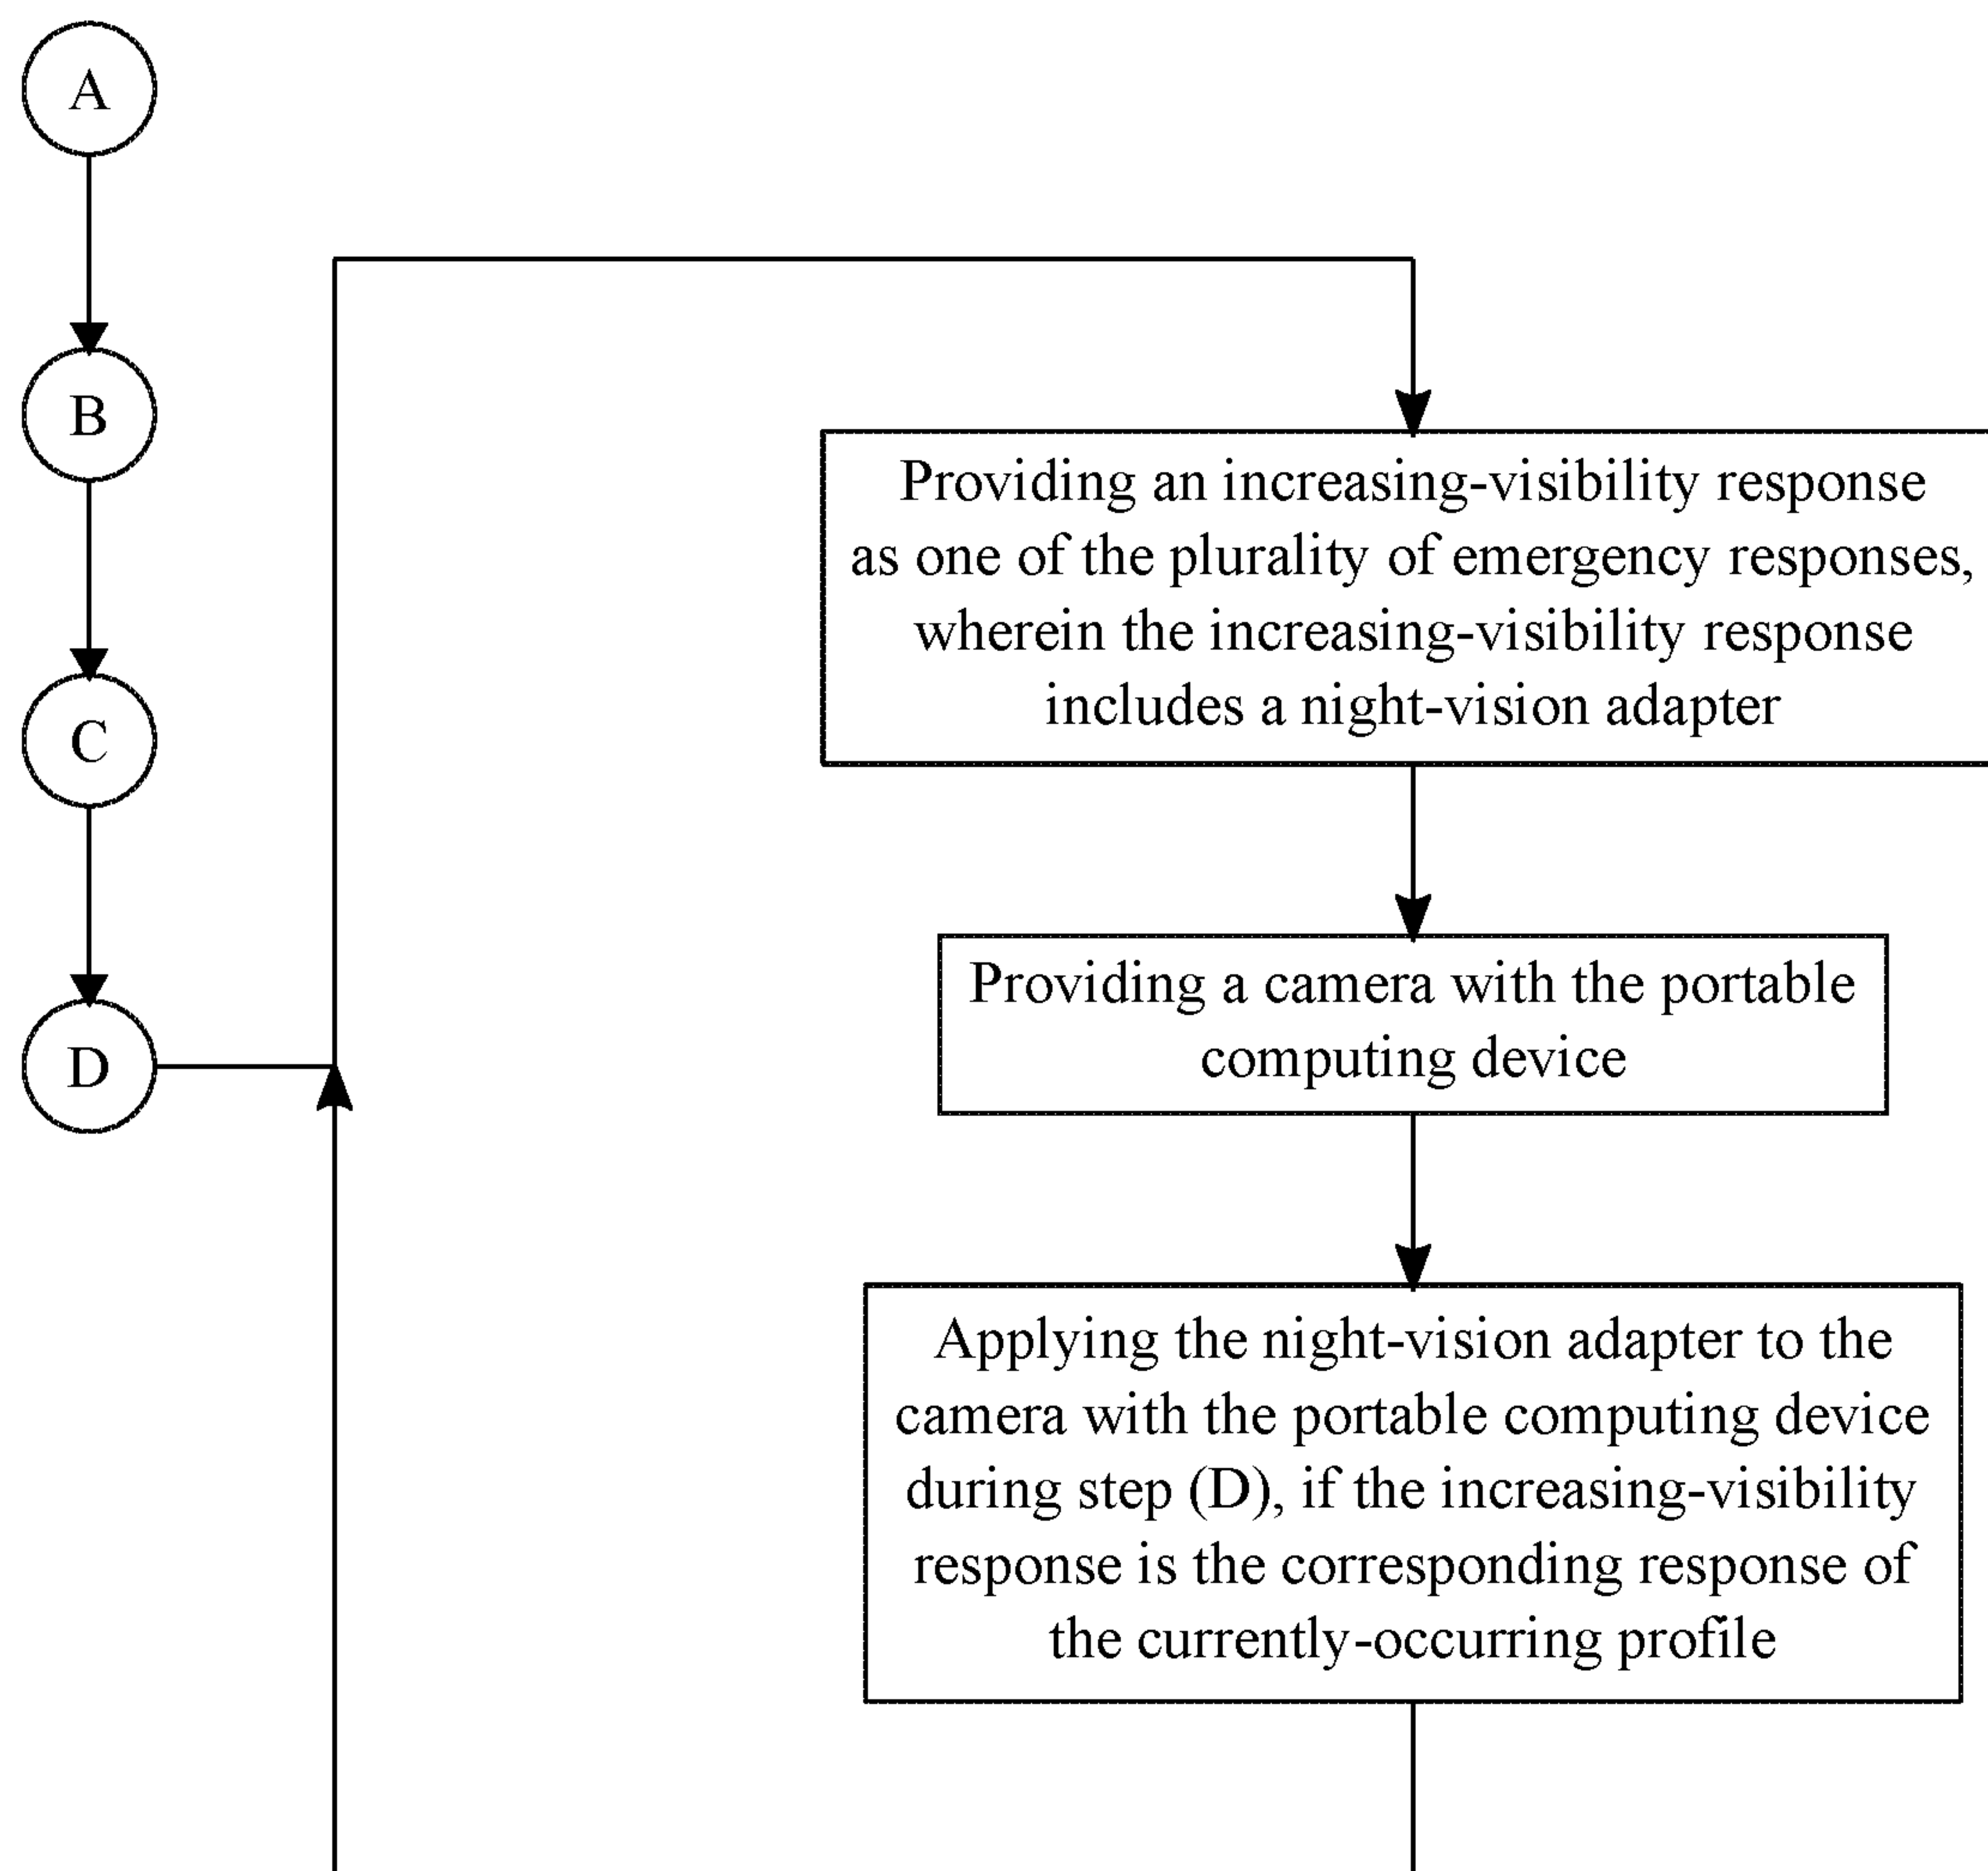 A
B
C
D
Providing an increasing-visibility response
as one of the plurality of emergency responses,
wherein the increasing-visibility response
includes a night-vision adapter
Providing a camera with the portable
computing device
Applying the night-vision adapter to the
camera with the portable computing device
during step (D), if the increasing-visibility
response is the corresponding response of
the currently-occurring profile